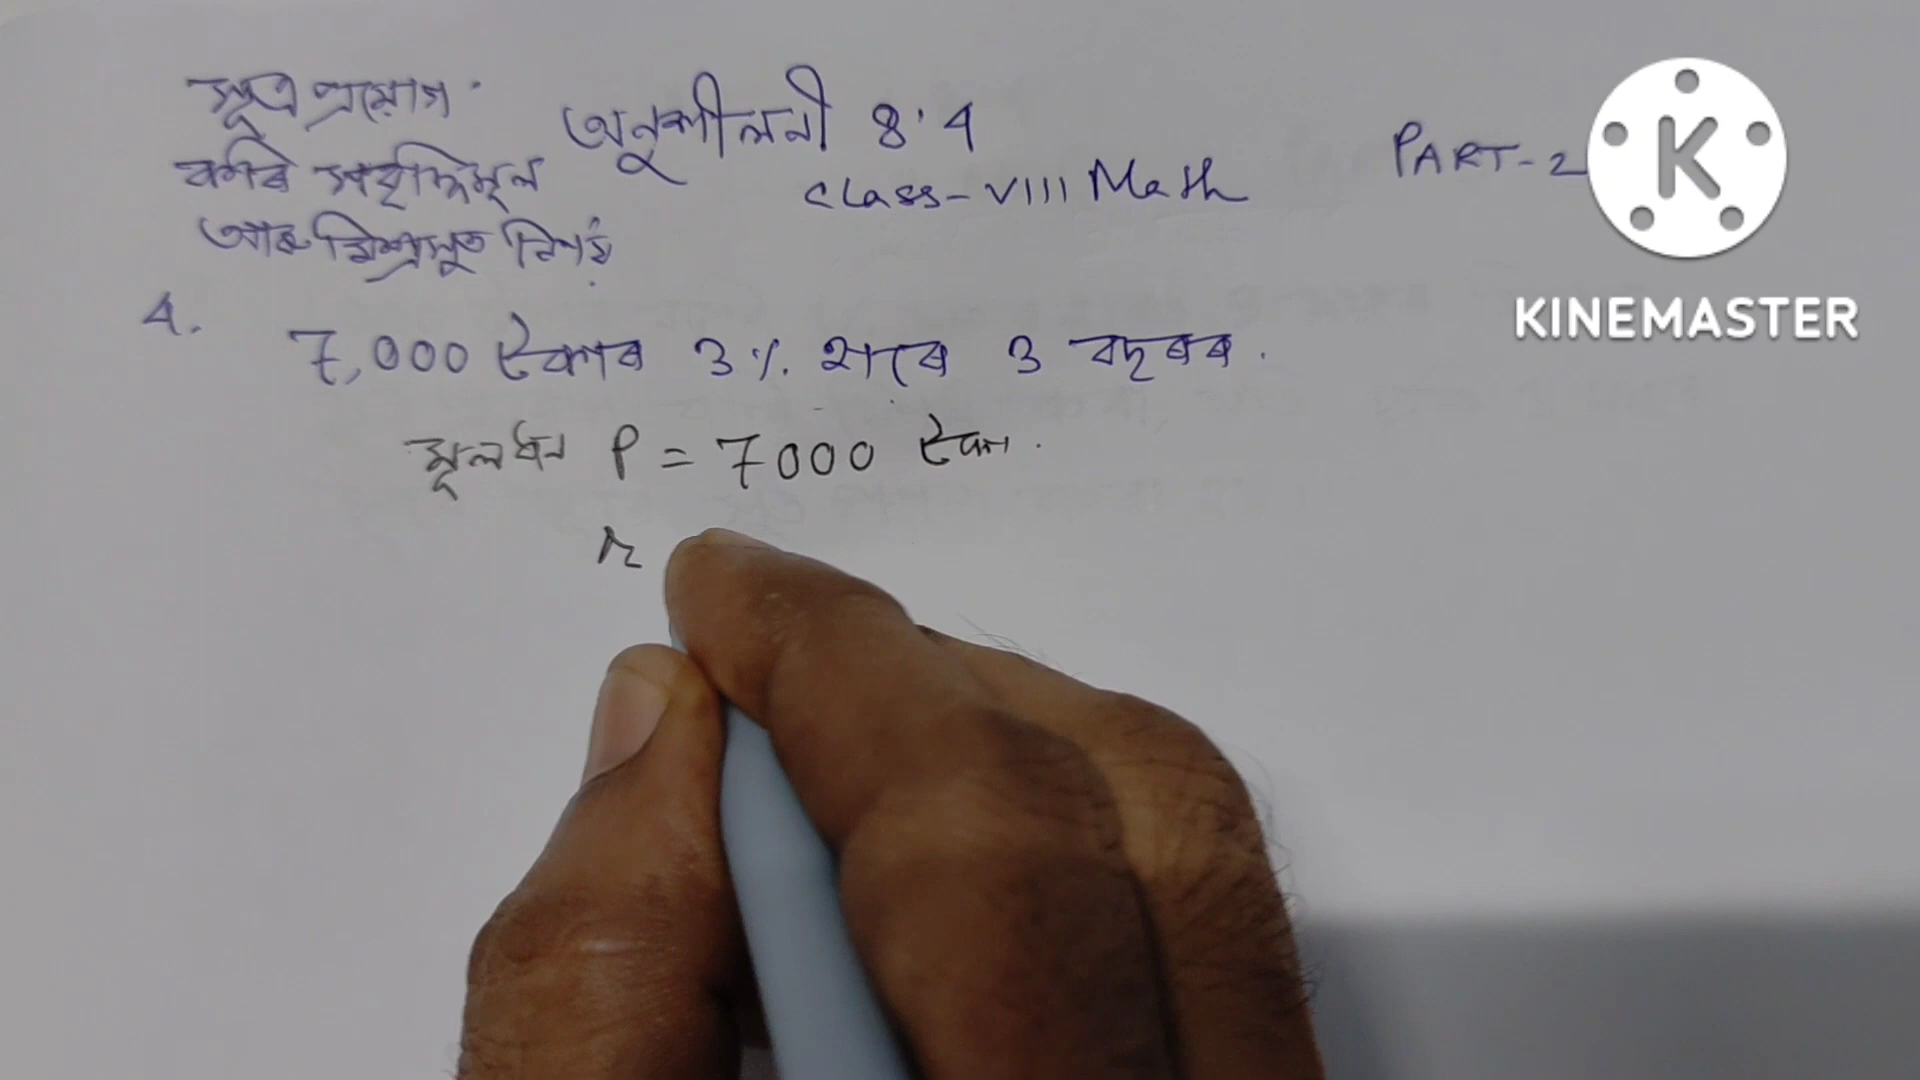 সূত্ৰ প্ৰয়োগ
কৰি সবৃদ্ধিমূল
আৰু মিশ্ৰসুত নিৰ্ণয়
অনুশীলনী 8.4
Class-VIII Math
PART-2
KINEMASTER
4.
7,000 টকাৰ 3% হাৰে 3 বছৰৰ.
মূলধন P = 7000 টকা.
r